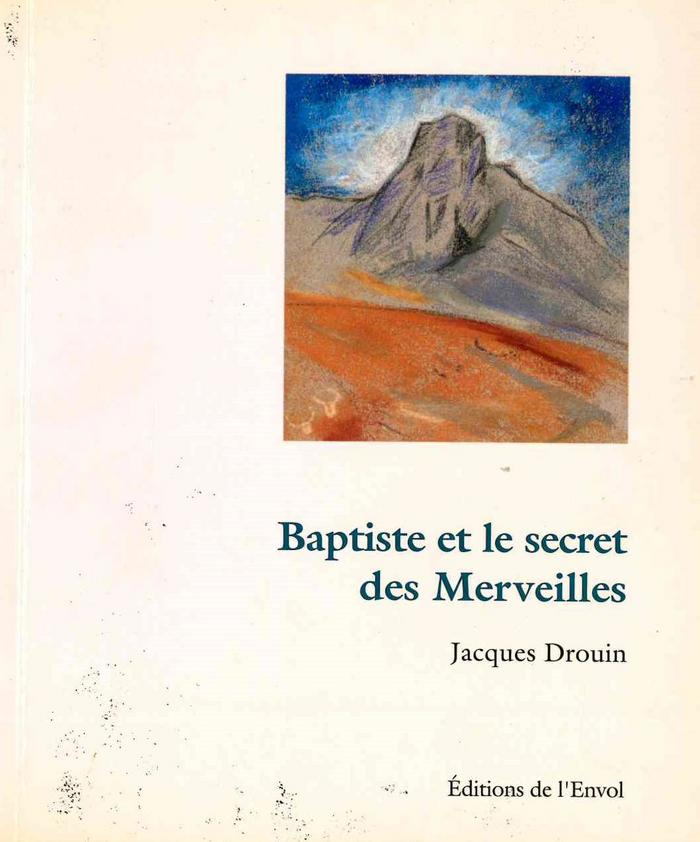 Baptiste et le secret
des Merveilles
Jacques Drouin
Éditions de l'Envol